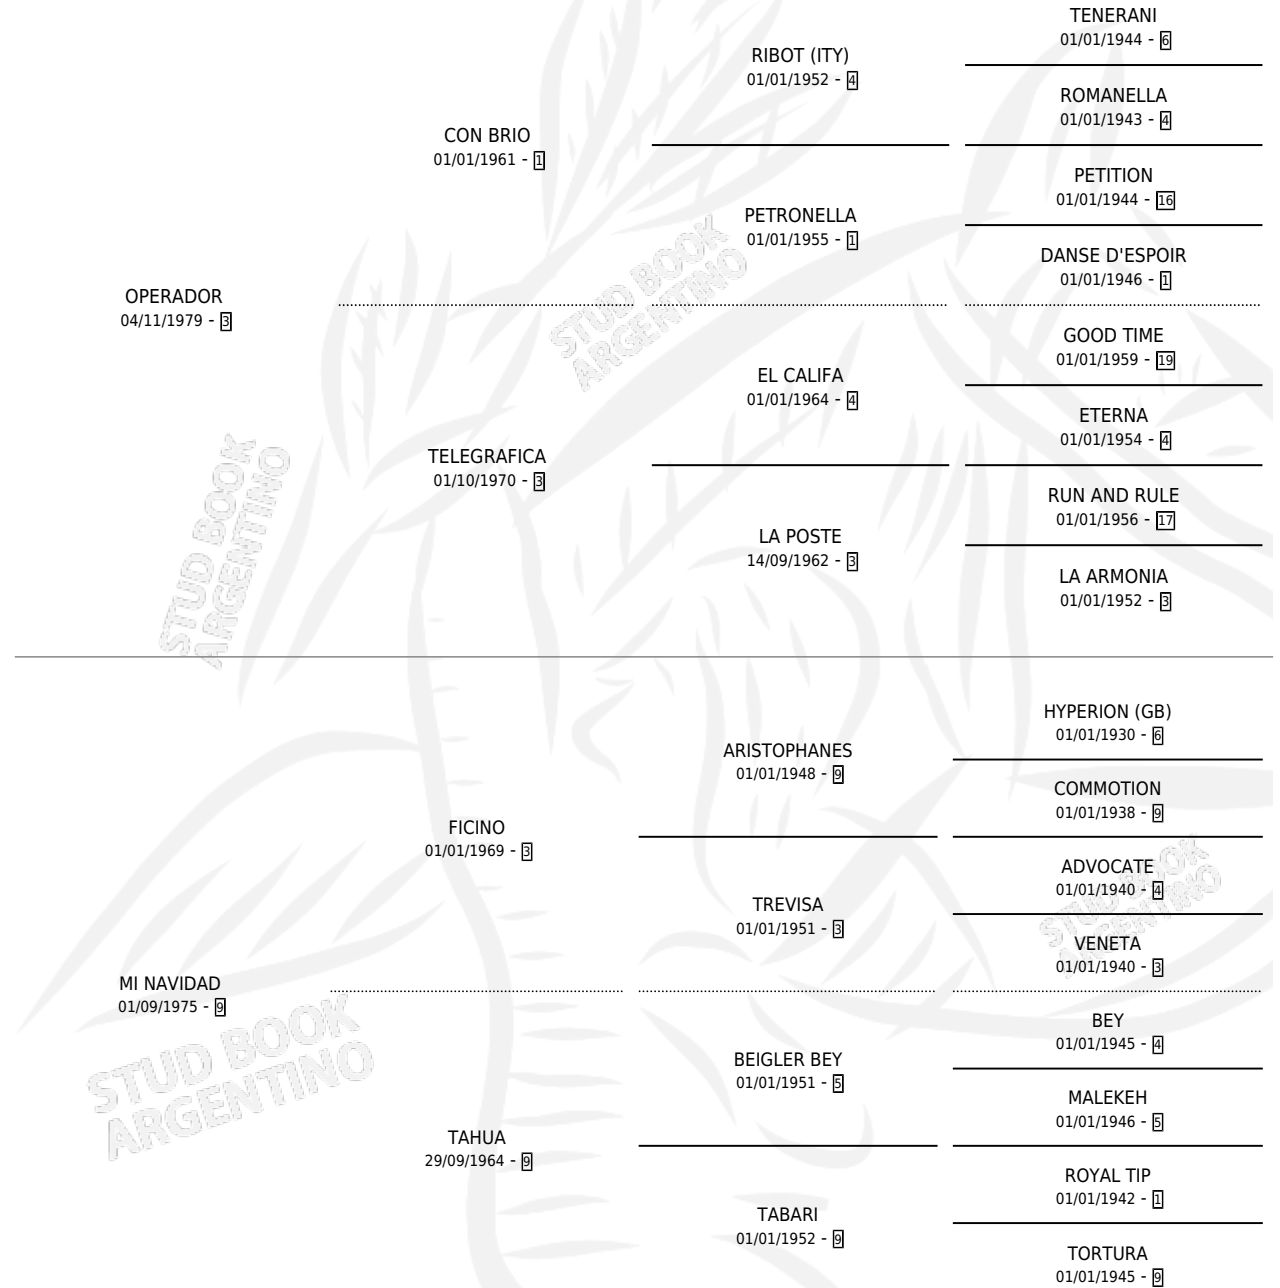 TENERANI
01/01/1944 - 6
RIBOT (ITY)
01/01/1952 - 4
ROMANELLA
01/01/1943 - 4
CON BRIO
01/01/1961 - 1
PETITION
01/01/1944 - 16
PETRONELLA
01/01/1955 - 1
DANSE D'ESPOIR
01/01/1946 - 1
OPERADOR
04/11/1979 - 3
GOOD TIME
01/01/1959 - 19
EL CALIFA
01/01/1964 - 4
ETERNA
01/01/1954 - 4
TELEGRAFICA
01/10/1970 - 3
RUN AND RULE
01/01/1956 - 17
LA POSTE
14/09/1962 - 3
LA ARMONIA
01/01/1952 - 3
HYPERION (GB)
01/01/1930 - 6
ARISTOPHANES
01/01/1948 - 9
COMMOTION
01/01/1938 - 9
FICINO
01/01/1969 - 3
ADVOCATE
01/01/1940 - 4
TREVISA
01/01/1951 - 3
VENETA
01/01/1940 - 3
MI NAVIDAD
01/09/1975 - 9
BEY
01/01/1945 - 4
BEIGLER BEY
01/01/1951 - 5
MALEKEH
01/01/1946 - 5
TAHUA
29/09/1964 - 9
ROYAL TIP
01/01/1942 - 1
TABARI
01/01/1952 - 9
TORTURA
01/01/1945 - 9
STUD BOOK
ARGENTINO
STUD BOOK
ARGENTINO
STUD BOOK
ARGENTINO
STUD BOOK
ARGENTINO